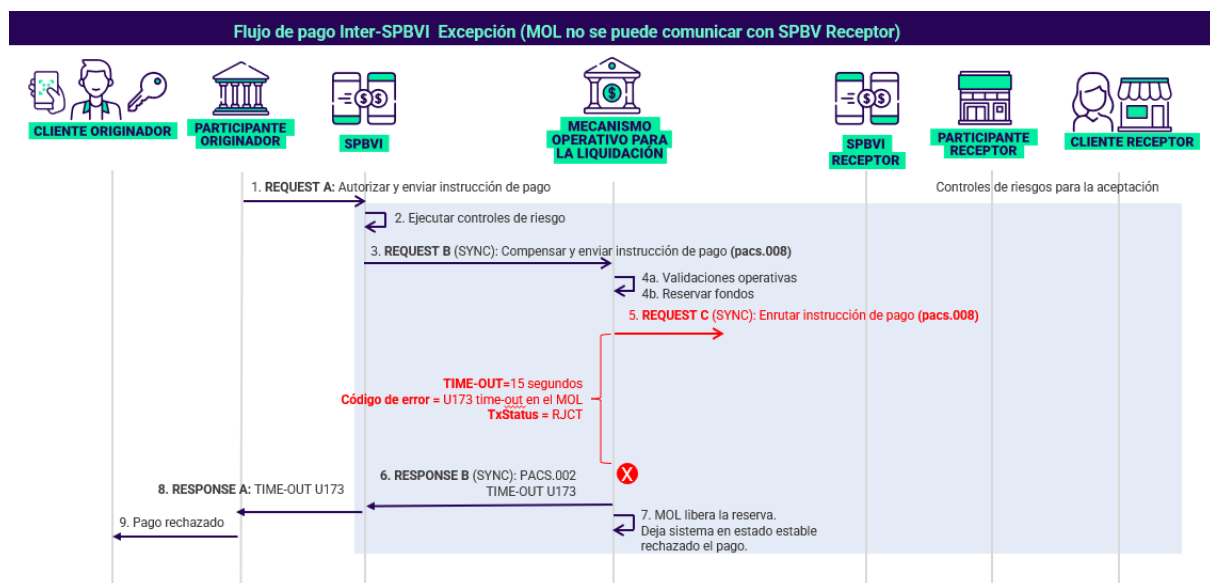 Flujo de pago Inter-SPBVI Excepción (MOL no se puede comunicar con SPBV Receptor)
CLIENTE ORIGINADOR
PARTICIPANTE
ORIGINADOR
SPBVI
MECANISMO
OPERATIVO PARA
LA LIQUIDACIÓN
SPBVI
RECEPTOR
PARTICIPANTE
RECEPTOR
CLIENTE RECEPTOR
1. REQUEST A: Autorizar y enviar instrucción de pago
Controles de riesgos para la aceptación
2. Ejecutar controles de riesgo
3. REQUEST B (SYNC): Compensar y enviar instrucción de pago (pacs.008)
4a. Validaciones operativas
4b. Reservar fondos
5. REQUEST C (SYNC): Enrutar instrucción de pago (pacs.008)
TIME-OUT=15 segundos
Código de error = U173 time-out en el MOL
TxStatus = RJCT
X
6. RESPONSE B (SYNC): PACS.002
TIME-OUT U173
8. RESPONSE A: TIME-OUT U173
7. MOL libera la reserva.
Deja sistema en estado estable
rechazado el pago.
9. Pago rechazado